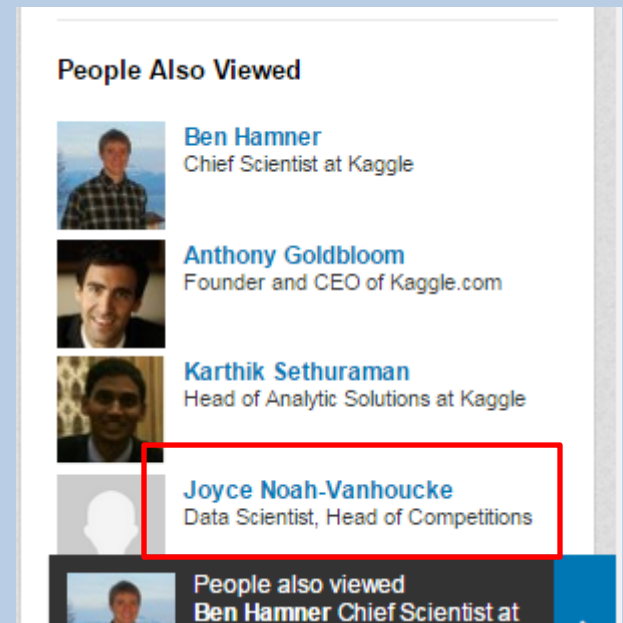 People Also Viewed
Ben Hamner
Chief Scientist at Kaggle
Anthony Goldbloom
Founder and CEO of Kaggle.com
Karthik Sethuraman
Head of Analytic Solutions at Kaggle
Joyce Noah-Vanhoucke
Data Scientist, Head of Competitions
People also viewed
Ben Hamner Chief Scientist at